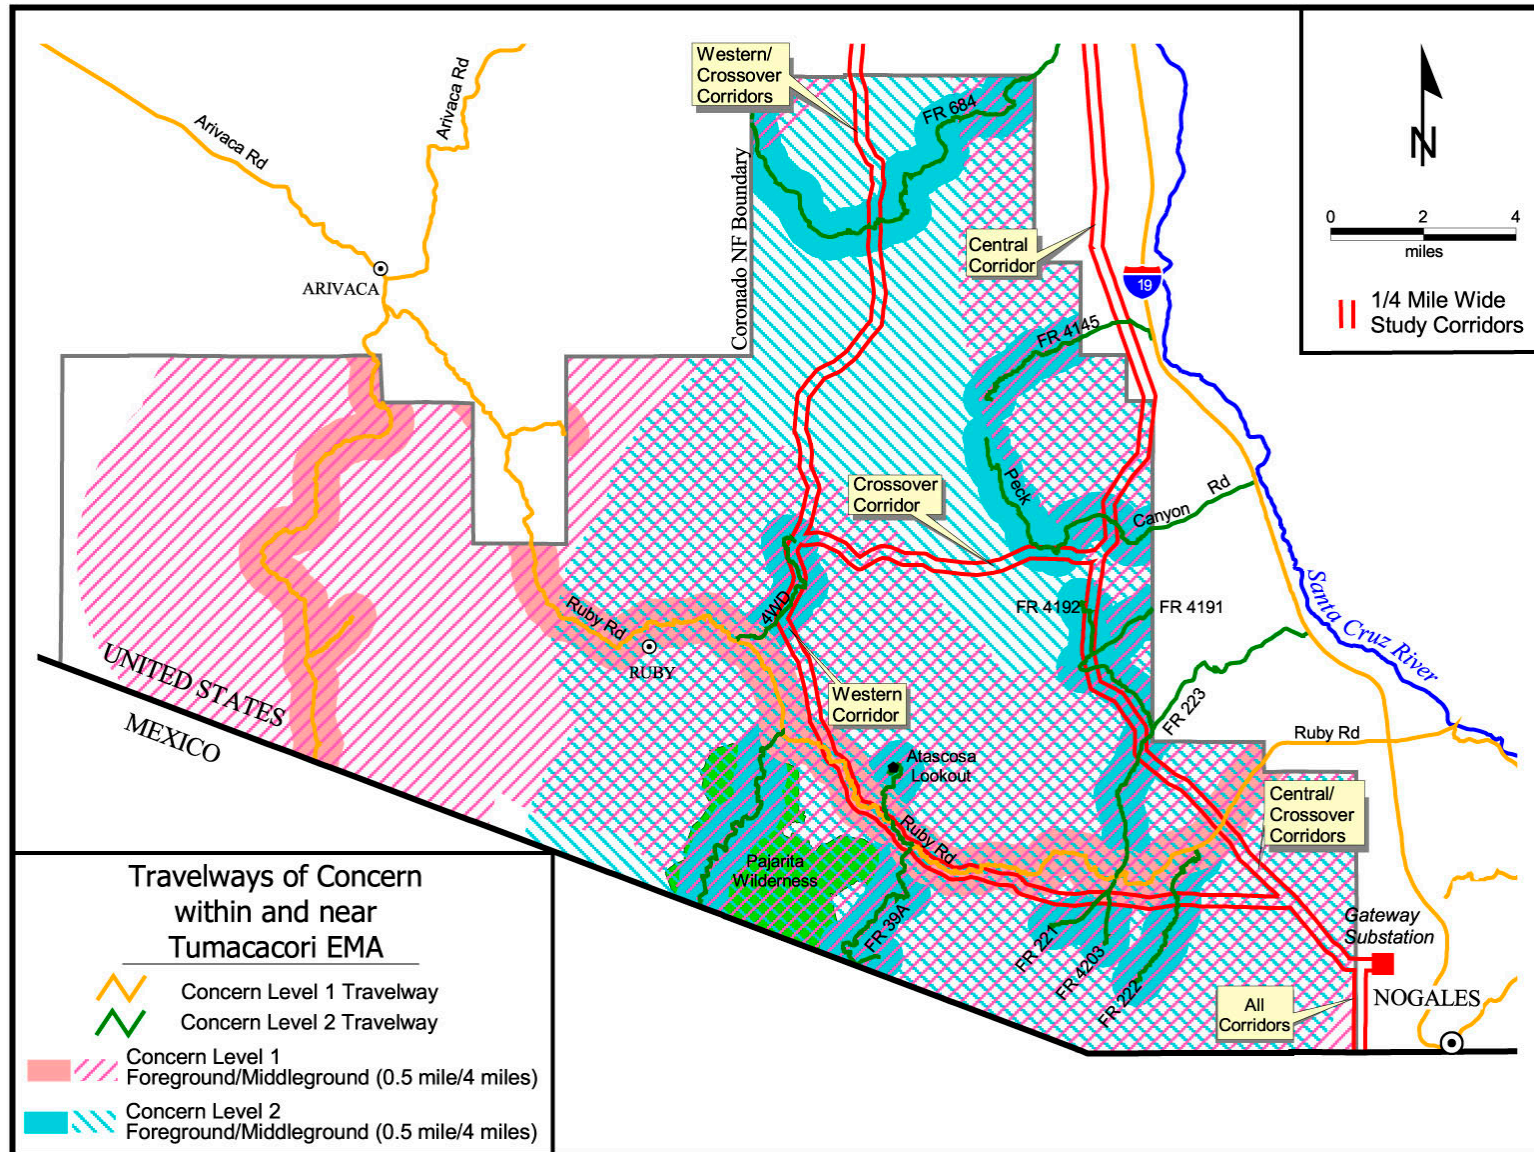 Western/
Crossover
Corridors
Arivaca Rd
Arivaca Rd
FR 684
N
0 2 4
miles
1/4 Mile Wide
Study Corridors
Coronado NF Boundary
Central
Corridor
19
ARIVACA
FR 4145
Crossover
Corridor
Peck
Canyon
Rd
Santa Cruz River
4WD
FR 4192
FR 4191
Ruby Rd
RUBY
UNITED STATES
MEXICO
Western
Corridor
FR 223
Ruby Rd
Atascosa
Lookout
Central/
Crossover
Corridors
Ruby Rd
Pajarita
Wilderness
FR 39A
FR 221
FR 4203
FR 222
Gateway
Substation
All
Corridors
NOGALES
Travelways of Concern
within and near
Tumacacori EMA
Concern Level 1 Travelway
Concern Level 2 Travelway
Concern Level 1
Foreground/Middleground (0.5 mile/4 miles)
Concern Level 2
Foreground/Middleground (0.5 mile/4 miles)